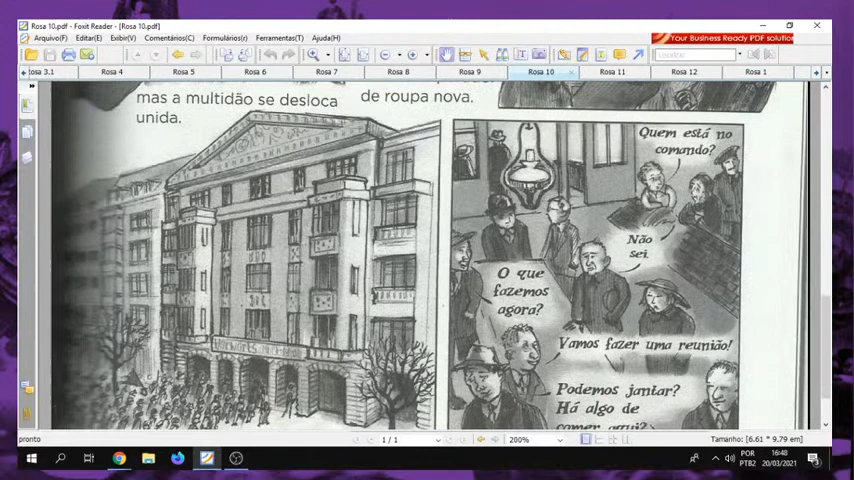 Rosa 10.pdf - Foxit Reader - [Rosa 10.pdf]
Arquivo(F) Editar(E) Exibir(V) Comentários(C) Formulários(r) Ferramentas(T) Ajuda(H)
Your Business Ready PDF solution
Localizar
Rosa 3.1 Rosa 4 Rosa 5 Rosa 6 Rosa 7 Rosa 8 Rosa 9 Rosa 10 Rosa 11 Rosa 12 Rosa 1
mas a multidão se desloca
unida.
de roupa nova.
Quem está no
comando?
Não
sei.
O que
fazemos
agora?
Vamos fazer uma reunião!
Podemos jantar?
Há algo de
comer aqui?
pronto
1 / 1
200%
Tamanho: [6.61 * 9.79 em]
POR
PTB2
16:48
20/03/2021
3